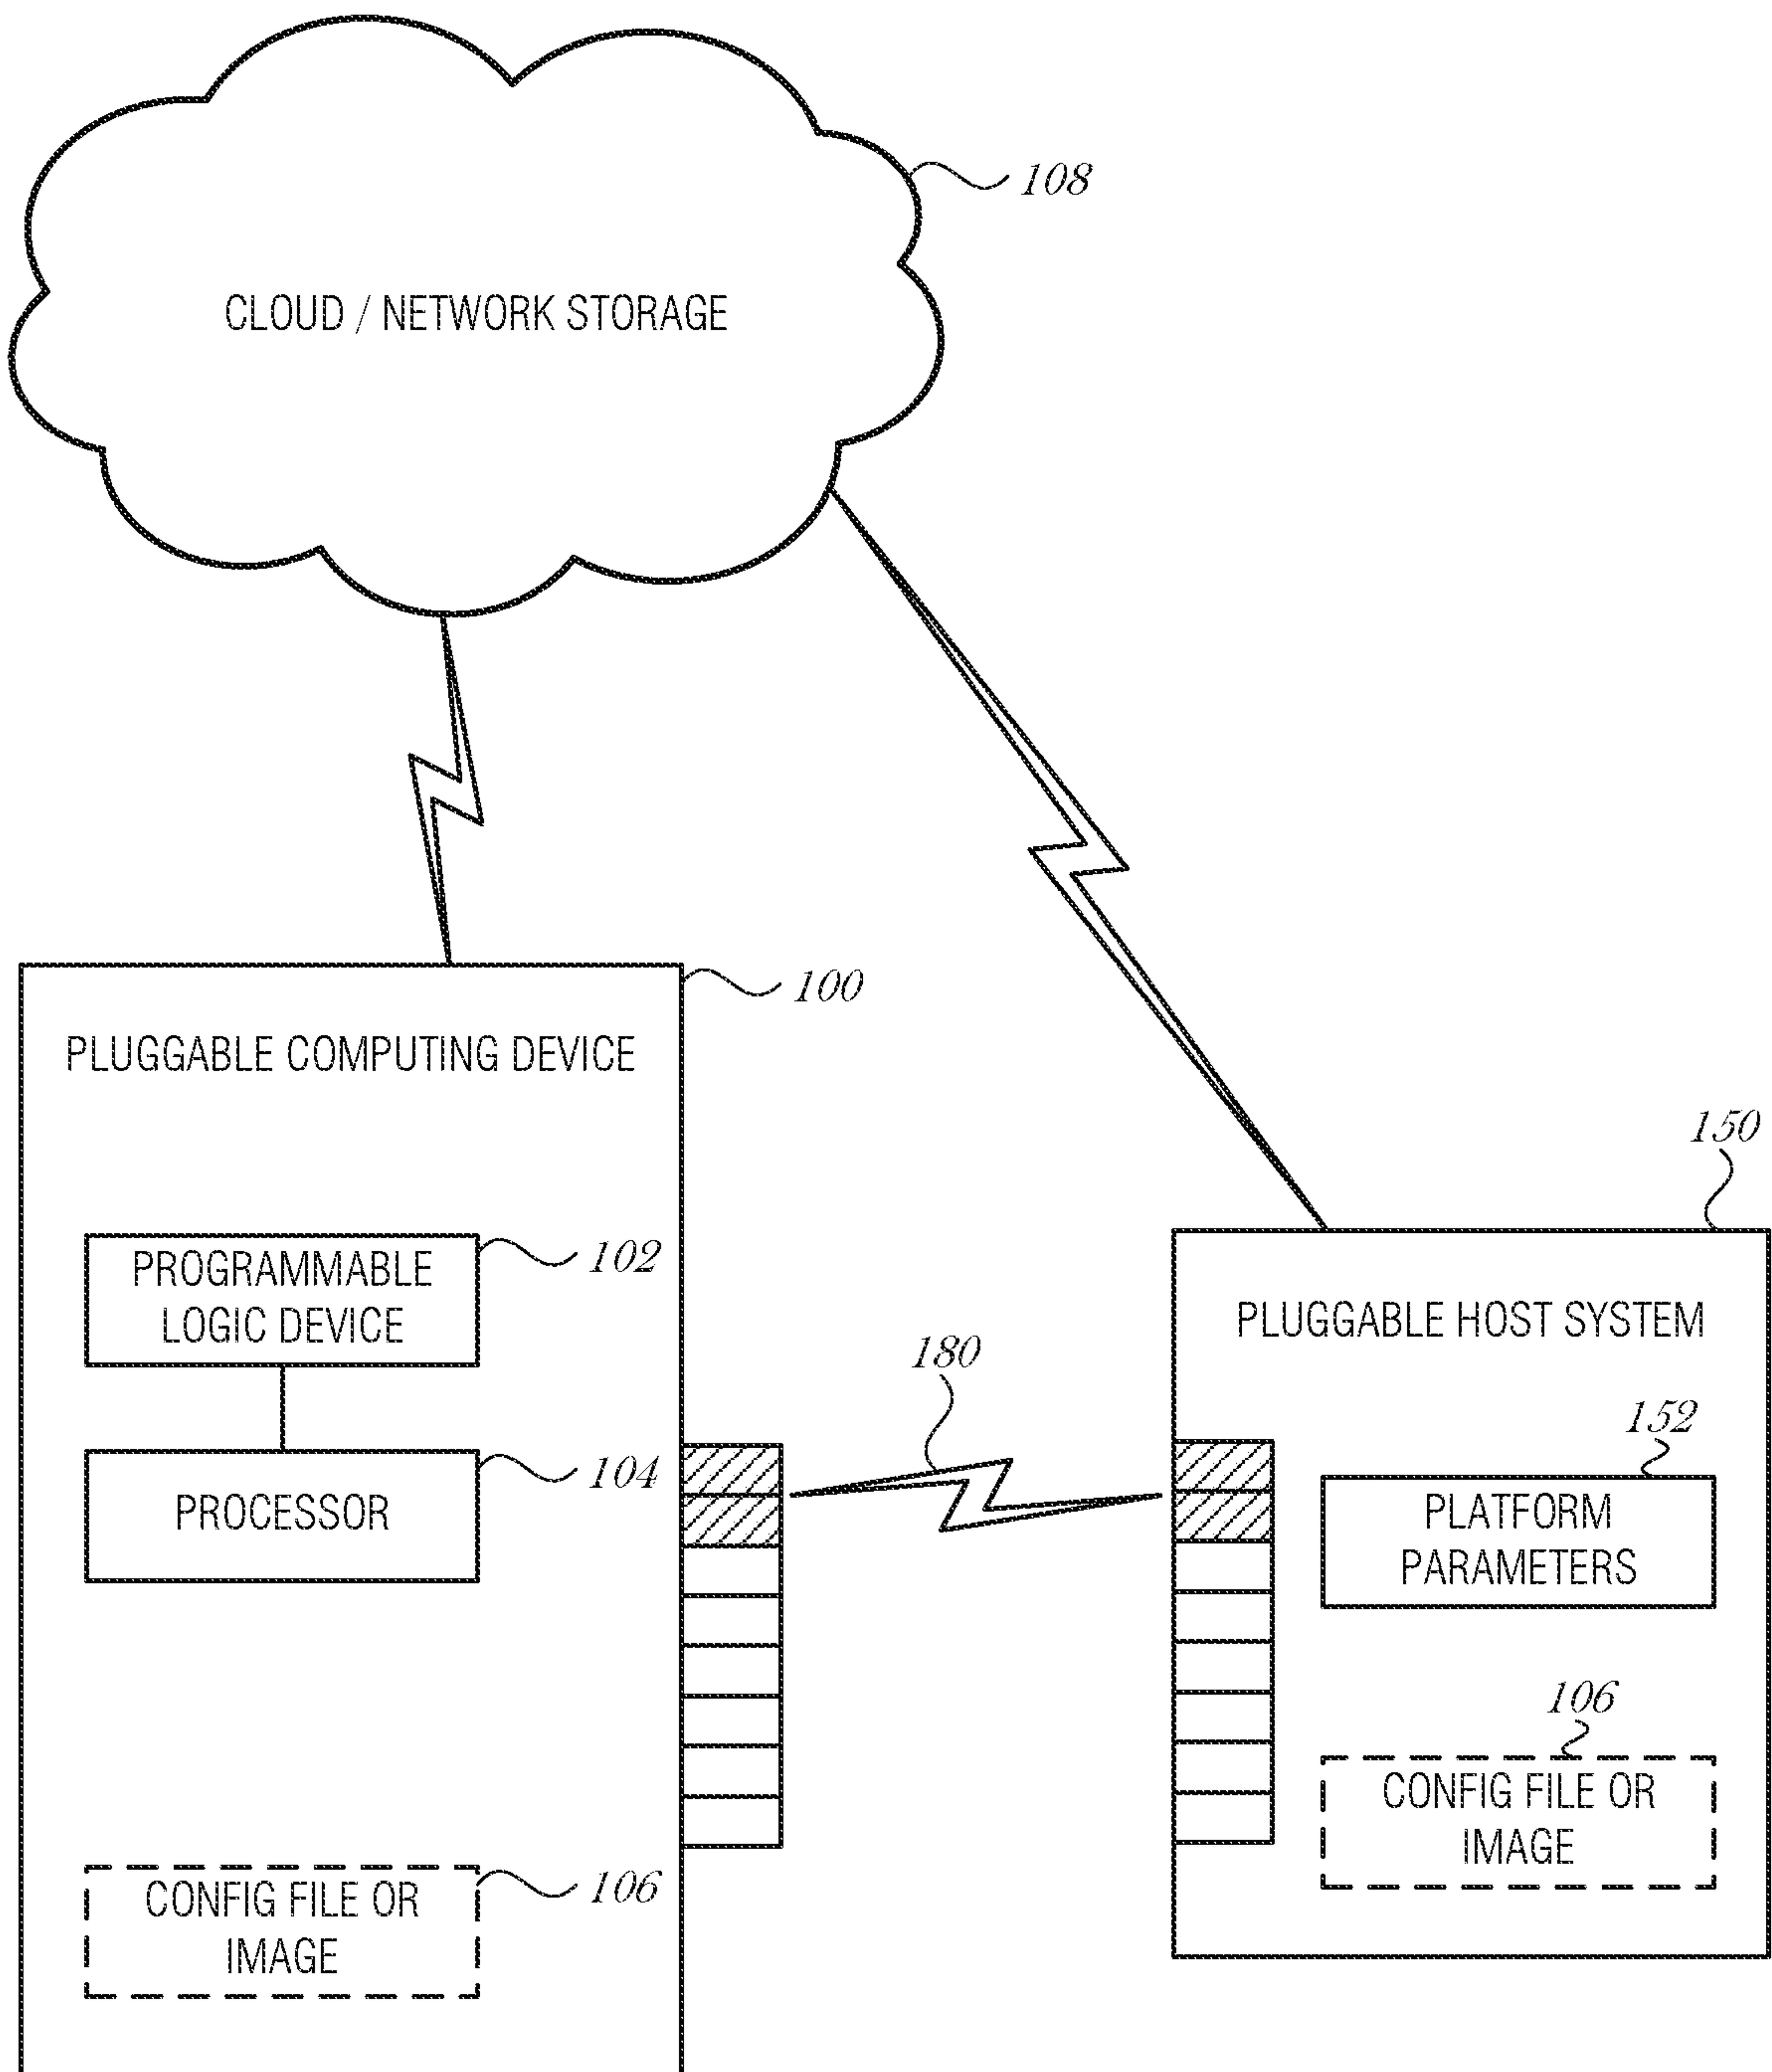 108
CLOUD / NETWORK STORAGE
100
PLUGGABLE COMPUTING DEVICE
150
102
PROGRAMMABLE
LOGIC DEVICE
PLUGGABLE HOST SYSTEM
180
152
104
PROCESSOR
PLATFORM
PARAMETERS
106
CONFIG FILE OR
IMAGE
106
CONFIG FILE OR
IMAGE